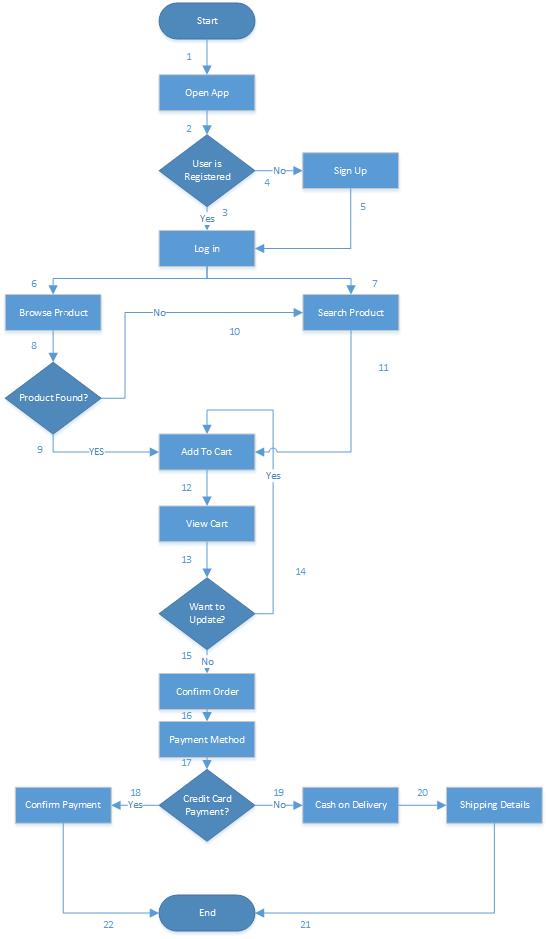 Start
1
Open App
2
User is
Registered
No
4
Sign Up
3
Yes
5
Log in
6
7
Browse Product
Search Product
No
10
8
11
Product Found?
9
YES
Add To Cart
Yes
12
View Cart
13
14
Want to
Update?
15
No
Confirm Order
16
Payment Method
17
18
19
20
Confirm Payment
Yes
Credit Card
Payment?
No
Cash on Delivery
Shipping Details
End
22
21